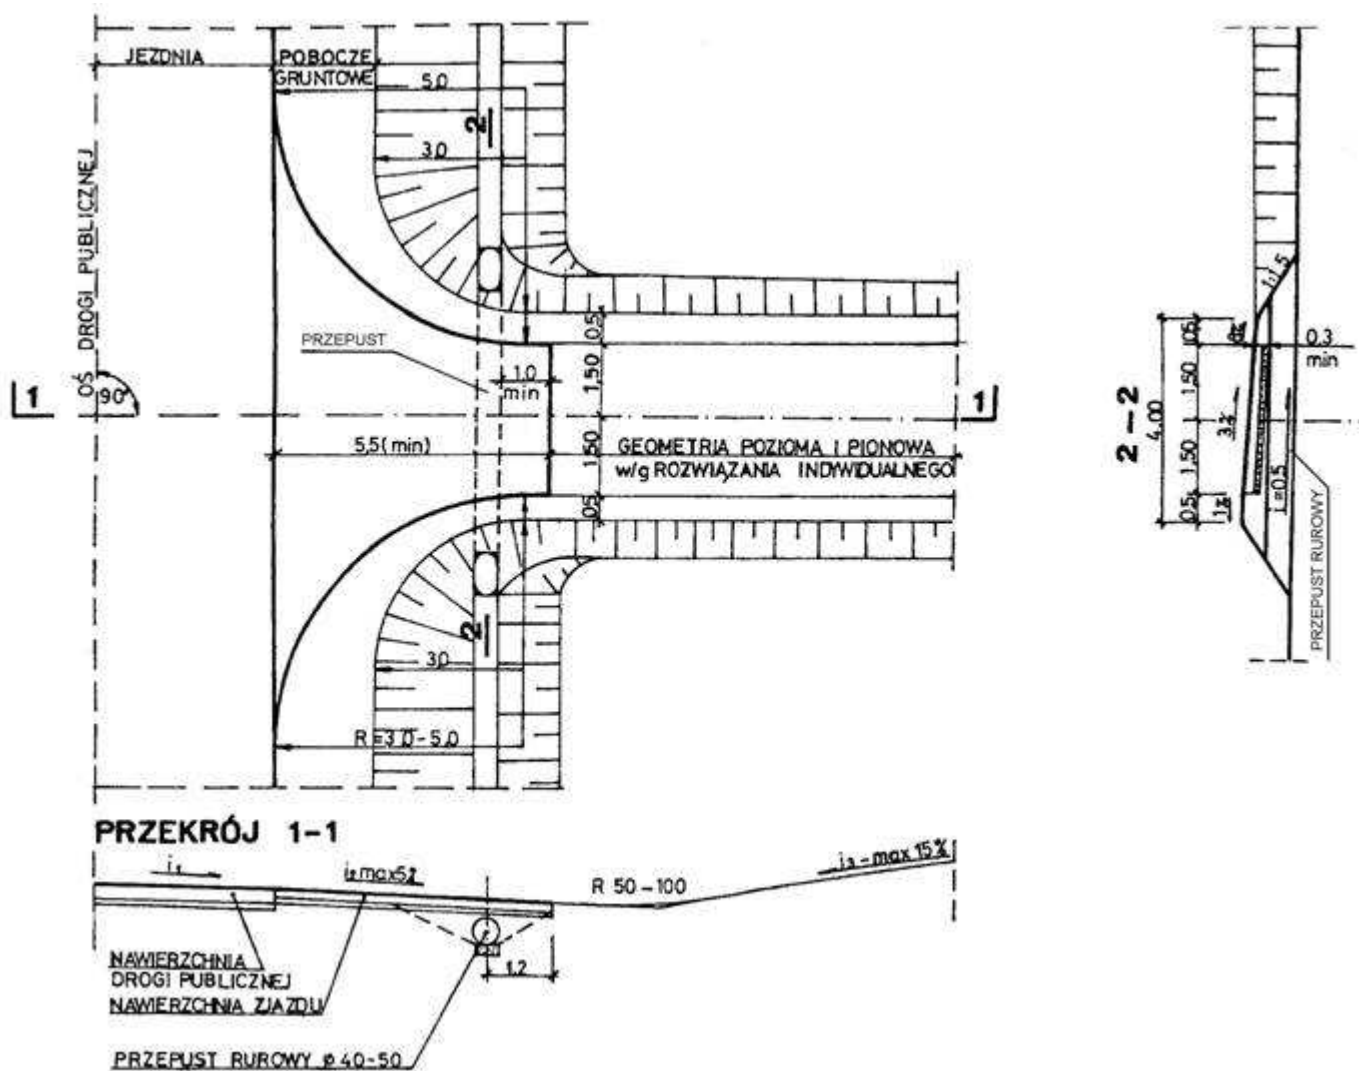 JEZDNIA
POBOCZE
GRUNTOWE
5,0
2
3,0
OŚ DROGI PUBLICZNEJ
PRZEPUST
1,0
min
0,5
1,50
1
90°
1
5,5(min)
1,50
GEOMETRIA POZIOMA I PIONOWA
w/g ROZWIĄZANIA INDYWIDUALNEGO
0,5
2
3,0
R=3,0-5,0
1:1,5
0,5
0.3
min
1,50
2-2
4.00
3%
1,50
i=0.5
0,5
PRZEPUST RUROWY
PRZEKRÓJ 1-1
i₁
i₂ max5%
R 50-100
i₃-max 15%
NAWIERZCHNIA
DROGI PUBLICZNEJ
1,2
NAWIERZCHNIA ZJAZDU
PRZEPUST RUROWY ø 40-50